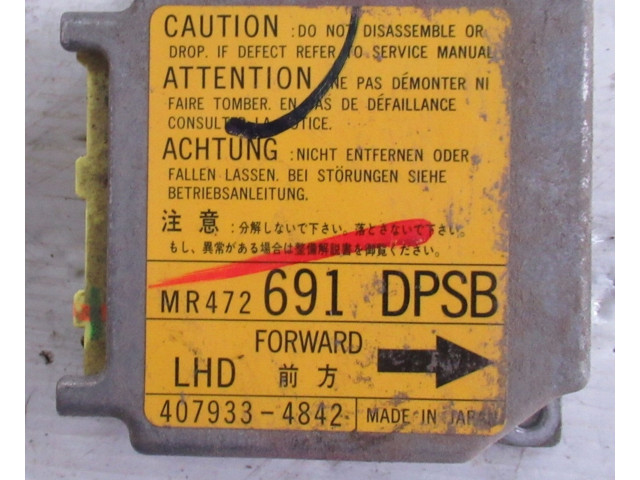 CAUTION : DO NOT DISASSEMBLE OR
DROP. IF DEFECT REFER TO SERVICE MANUAL
ATTENTION : NE PAS DÉMONTER NI
FAIRE TOMBER. EN CAS DE DÉFAILLANCE
CONSULTER LA NOTICE.
ACHTUNG : NICHT ENTFERNEN ODER
FALLEN LASSEN. BEI STÖRUNGEN SIEHE
BETRIEBSANLEITUNG.
注 意 : 分解しないで下さい。落とさないで下さい。
もし、異常がある場合は整備解説書を御覧ください。
MR472 691 DPSB
FORWARD
LHD 前方
407933-4842 MADE IN JAPAN